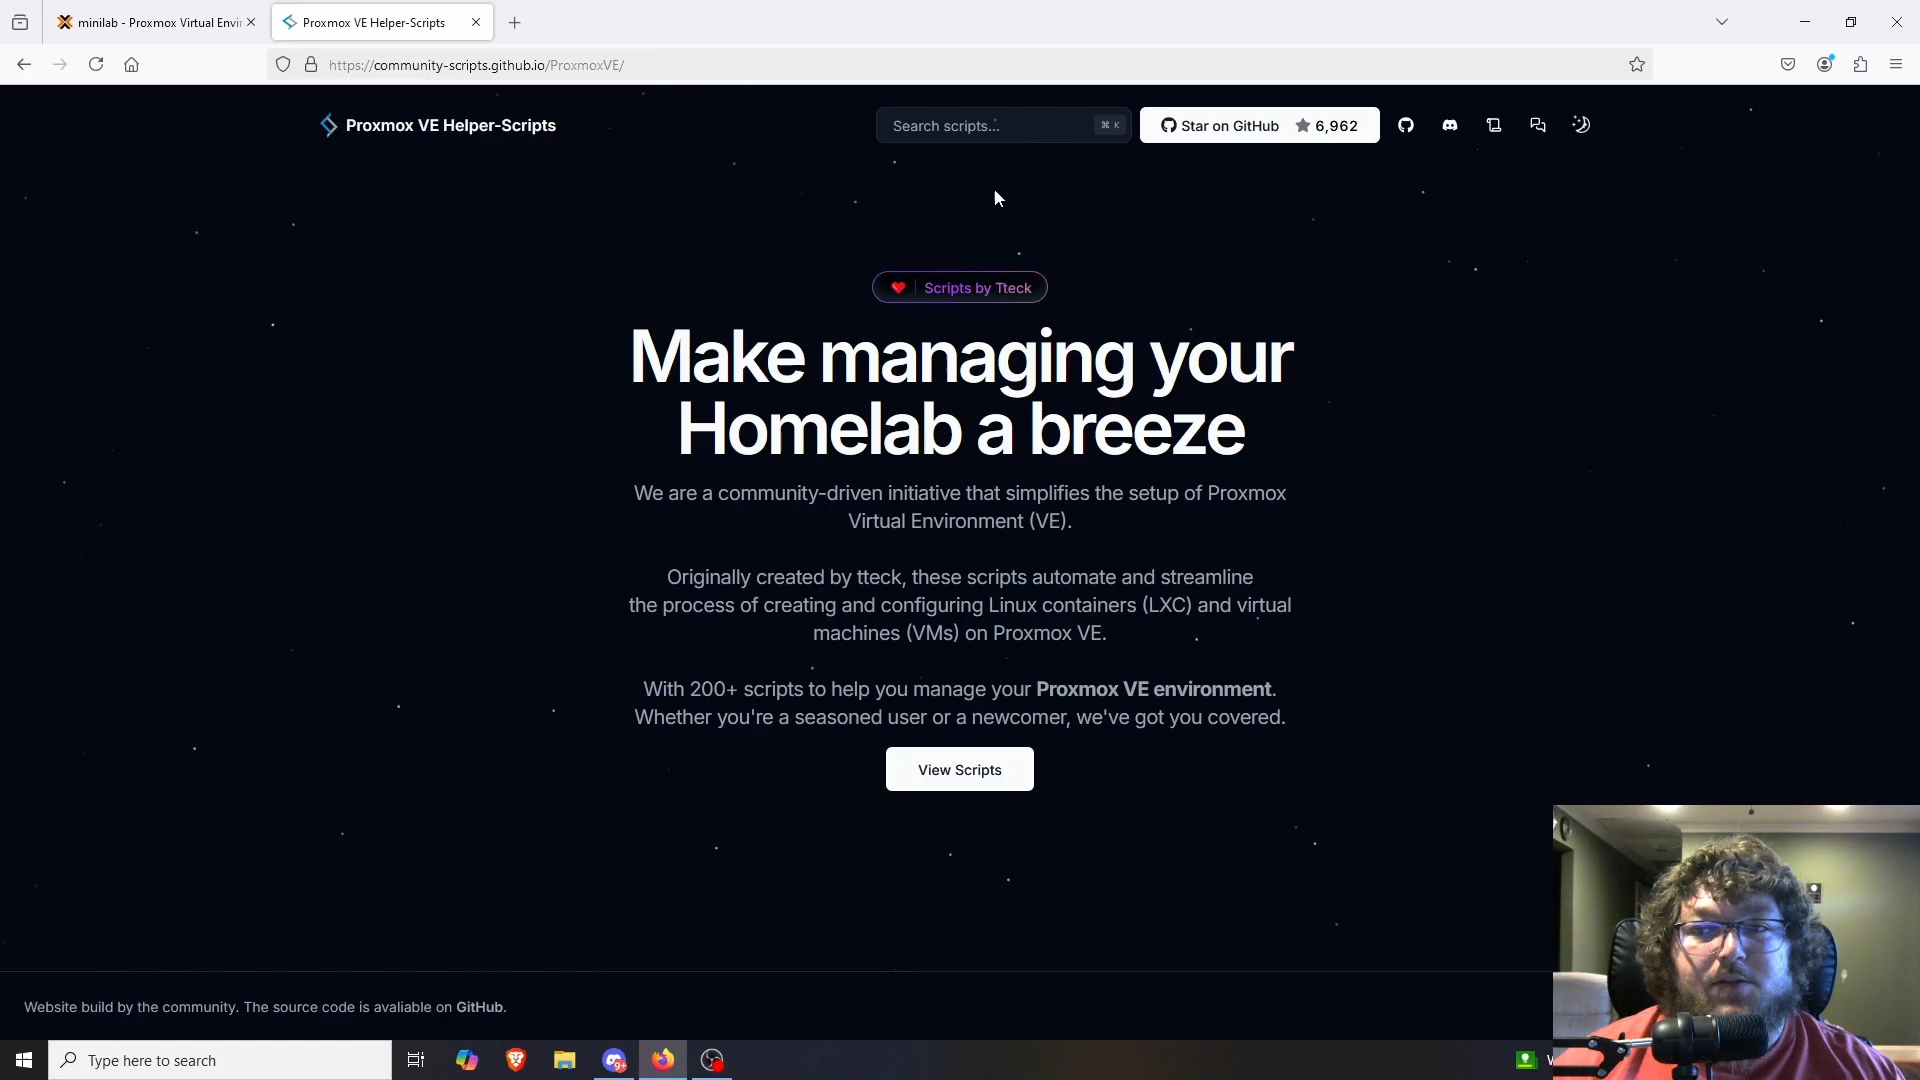 minilab - Proxmox Virtual Envir
Proxmox VE Helper-Scripts
https://community-scripts.github.io/ProxmoxVE/
Proxmox VE Helper-Scripts
Search scripts...
⌘ K
Star on GitHub
6,962
Scripts by Tteck
Make managing your
Homelab a breeze
We are a community-driven initiative that simplifies the setup of Proxmox
Virtual Environment (VE).
Originally created by tteck, these scripts automate and streamline
the process of creating and configuring Linux containers (LXC) and virtual
machines (VMs) on Proxmox VE.
With 200+ scripts to help you manage your Proxmox VE environment.
Whether you're a seasoned user or a newcomer, we've got you covered.
View Scripts
Website build by the community. The source code is avaliable on GitHub.
Type here to search
9+